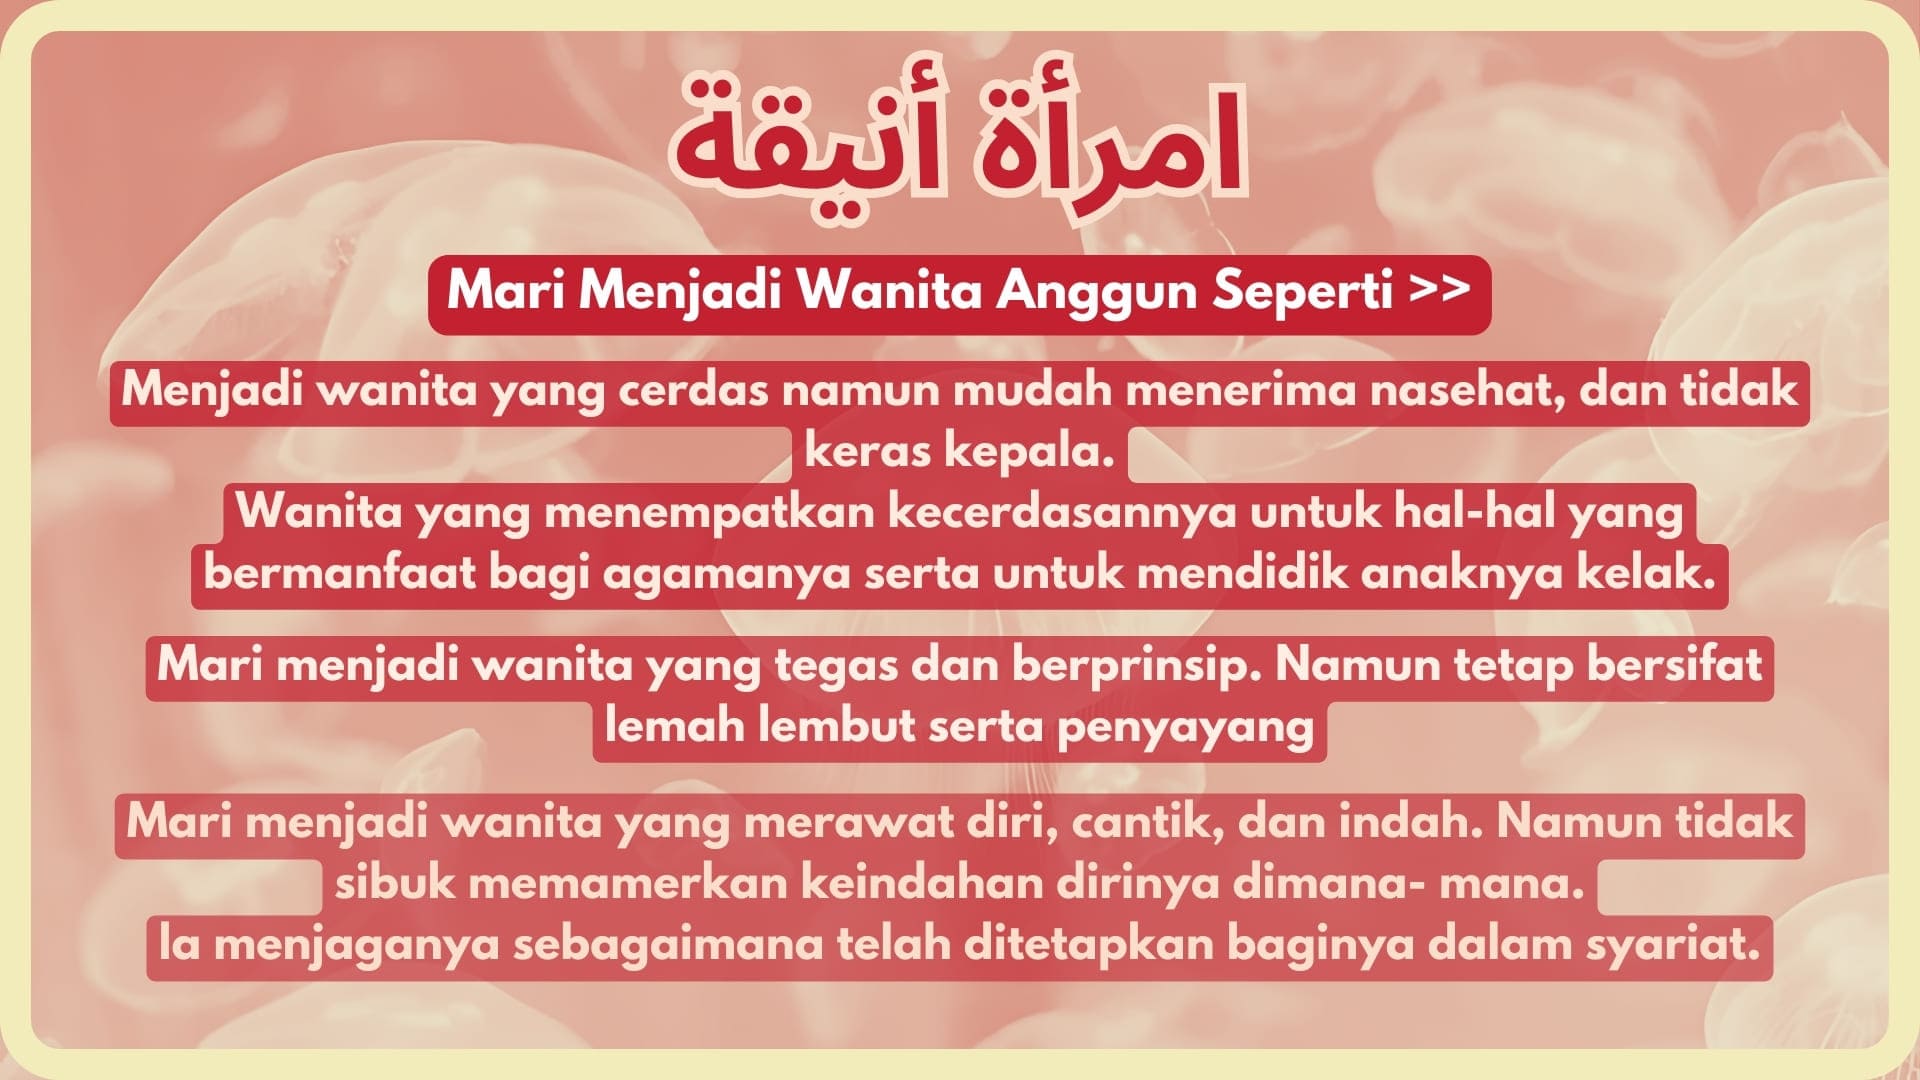 امرأة أنيقة
Mari Menjadi Wanita Anggun Seperti >>
Menjadi wanita yang cerdas namun mudah menerima nasehat, dan tidak
keras kepala.
Wanita yang menempatkan kecerdasannya untuk hal-hal yang
bermanfaat bagi agamanya serta untuk mendidik anaknya kelak.
Mari menjadi wanita yang tegas dan berprinsip. Namun tetap bersifat
lemah lembut serta penyayang
Mari menjadi wanita yang merawat diri, cantik, dan indah. Namun tidak
sibuk memamerkan keindahan dirinya dimana- mana.
la menjaganya sebagaimana telah ditetapkan baginya dalam syariat.